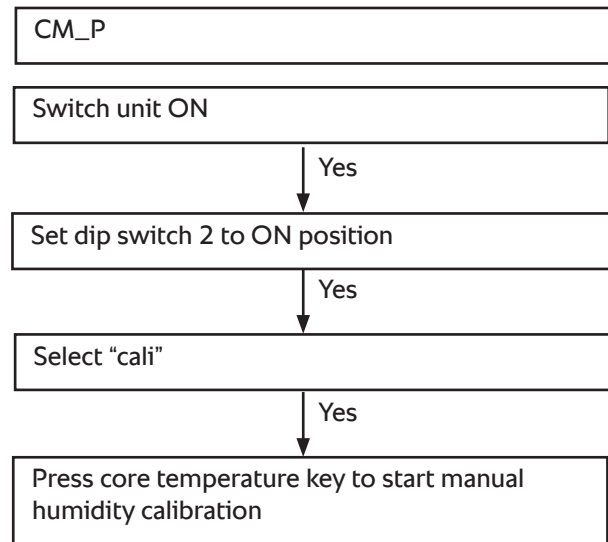 CM_P
Switch unit ON
Yes
Set dip switch 2 to ON position
Yes
Select “cali”
Yes
Press core temperature key to start manual
humidity calibration